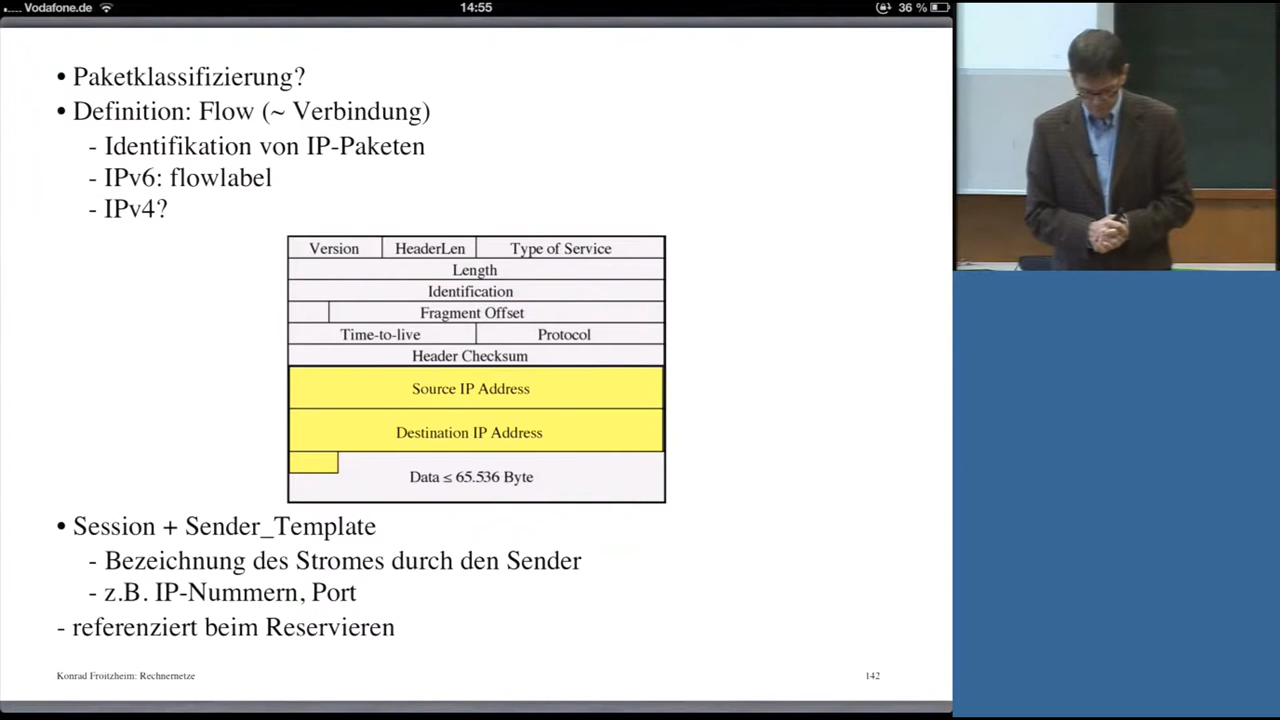 Vodafone.de 14:55 36 %
• Paketklassifizierung?
• Definition: Flow (~ Verbindung)
- Identifikation von IP-Paketen
- IPv6: flowlabel
- IPv4?
Version HeaderLen Type of Service
Length
Identification
Fragment Offset
Time-to-live Protocol
Header Checksum
Source IP Address
Destination IP Address
Data ≤ 65.536 Byte
• Session + Sender_Template
- Bezeichnung des Stromes durch den Sender
- z.B. IP-Nummern, Port
- referenziert beim Reservieren
Konrad Froitzheim: Rechnernetze 142